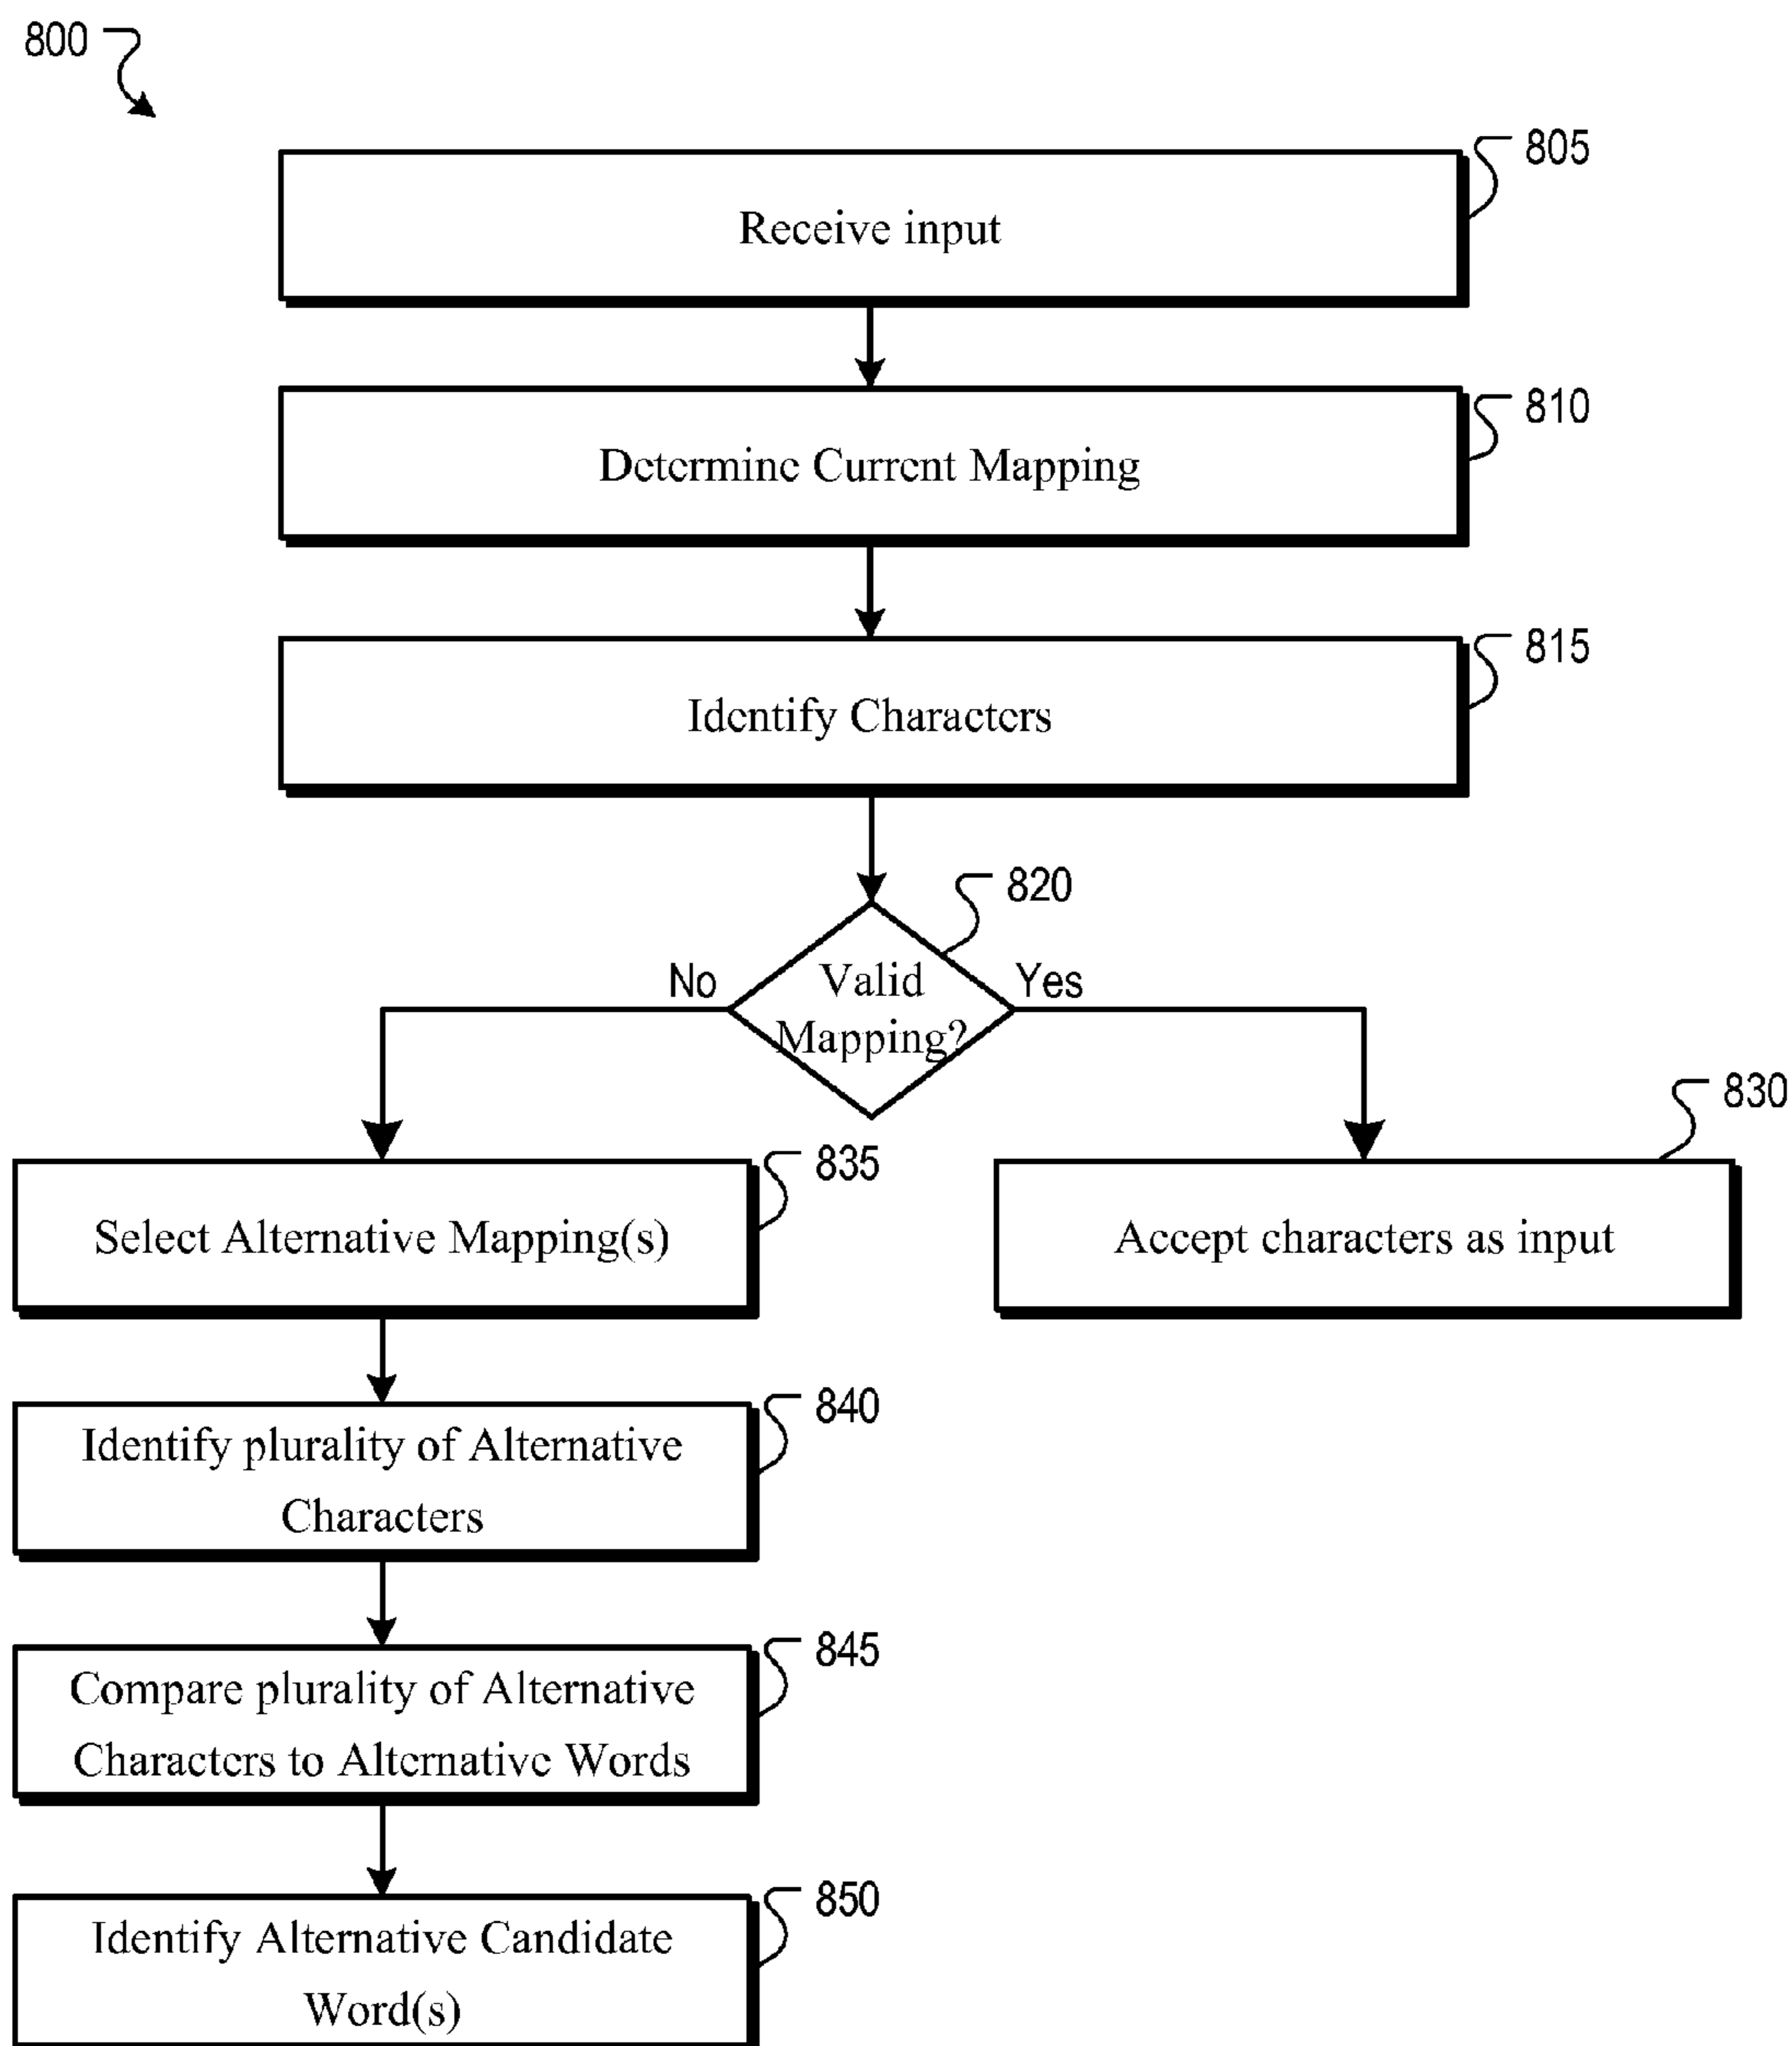 800
805
Receive input
810
Determine Current Mapping
815
Identify Characters
820
No
Valid
Yes
Mapping?
830
835
Select Alternative Mapping(s)
Accept characters as input
840
Identify plurality of Alternative
Characters
845
Compare plurality of Alternative
Characters to Alternative Words
850
Identify Alternative Candidate
Word(s)